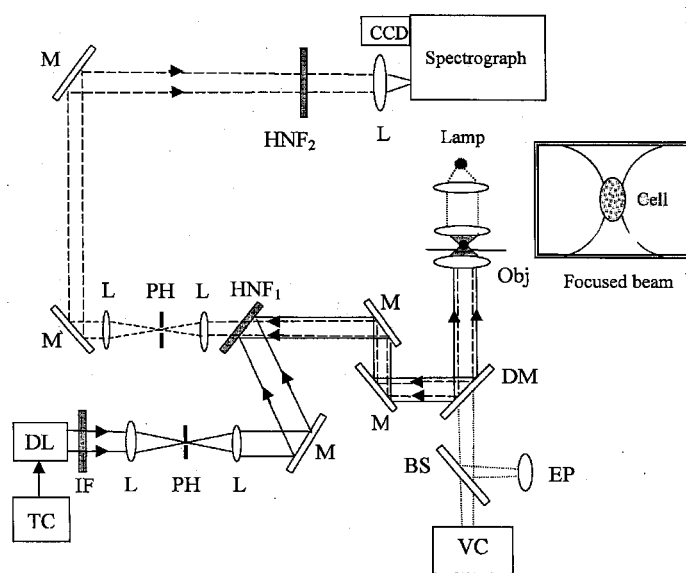 CCD
Spectrograph
M
HNF2
L
Lamp
Cell
Obj
Focused beam
L
PH
L
HNF1
M
M
DM
M
DL
IF
L
PH
L
M
BS
EP
TC
VC